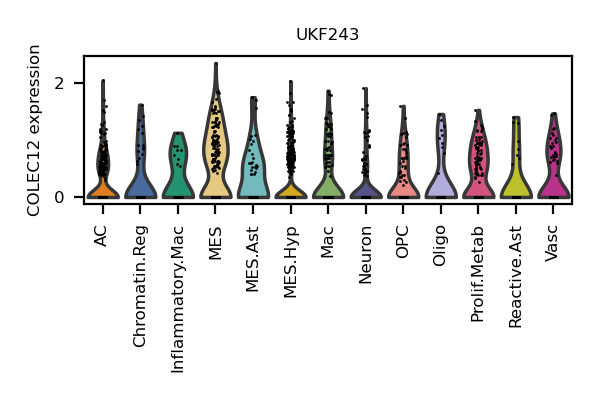 UKF243
COLEC12 expression
2
0
AC
Chromatin.Reg
Inflammatory.Mac
MES
MES.Ast
MES.Hyp
Mac
Neuron
OPC
Oligo
Prolif.Metab
Reactive.Ast
Vasc